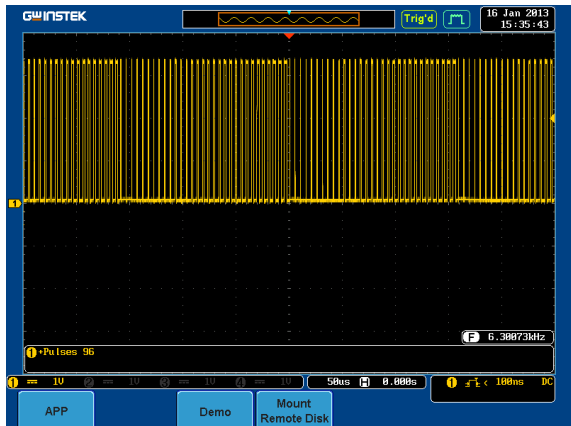 GWINSTEK
Trig'd
16 Jan 2013
15:35:43
1
F 6.30073kHz
1 +Pulses 96
1 1V 2 1V 3 1V 4 1V
50us H 0.000s
1 < 100ns DC
APP
Demo
Mount
Remote Disk